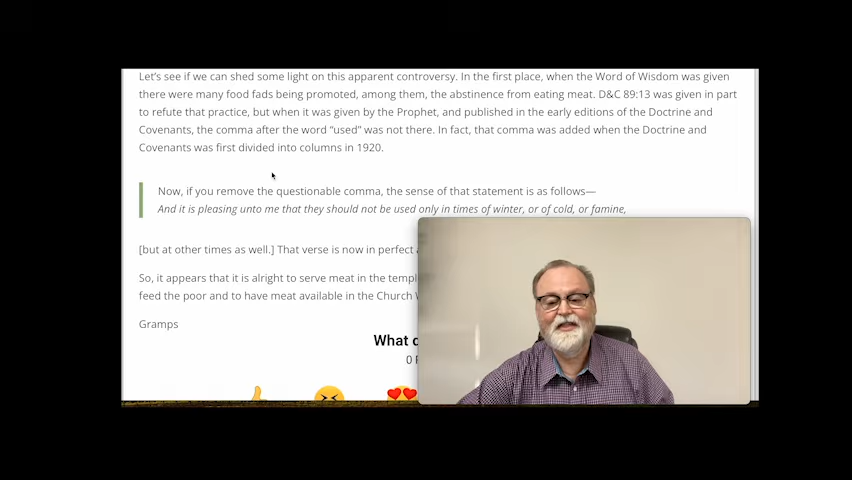 Let's see if we can shed some light on this apparent controversy. In the first place, when the Word of Wisdom was given
there were many food fads being promoted, among them, the abstinence from eating meat. D&C 89:13 was given in part
to refute that practice, but when it was given by the Prophet, and published in the early editions of the Doctrine and
Covenants, the comma after the word “used” was not there. In fact, that comma was added when the Doctrine and
Covenants was first divided into columns in 1920.
Now, if you remove the questionable comma, the sense of that statement is as follows—
And it is pleasing unto me that they should not be used only in times of winter, or of cold, or famine,
[but at other times as well.] That verse is now in perfect
So, it appears that it is alright to serve meat in the
feed the poor and to have meat available in the Church
Gramps
What
0